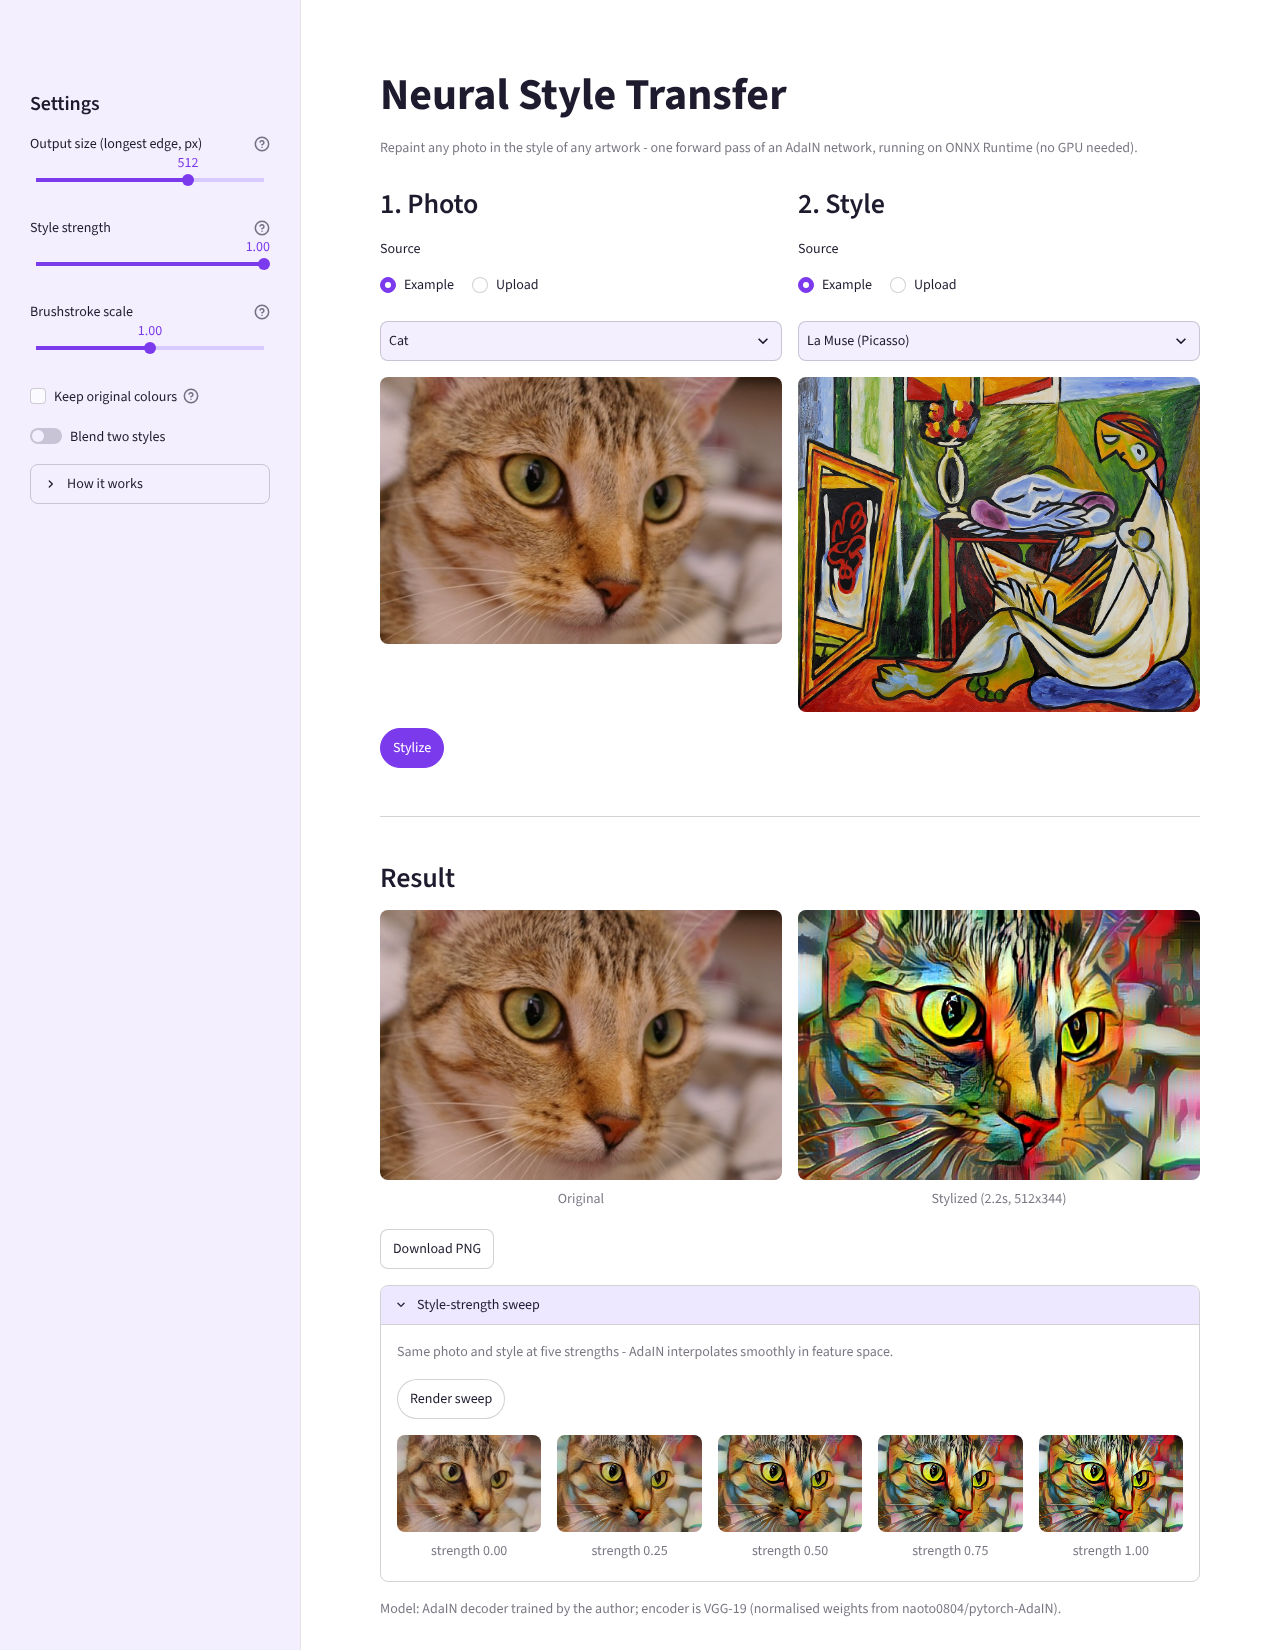 Settings
Output size (longest edge, px)
512
Style strength
1.00
Brushstroke scale
1.00
Keep original colours
Blend two styles
How it works
Neural Style Transfer
Repaint any photo in the style of any artwork - one forward pass of an AdaIN network, running on ONNX Runtime (no GPU needed).
1. Photo
Source
Example Upload
Cat
2. Style
Source
Example Upload
La Muse (Picasso)
Stylize
Result
Original
Stylized (2.2s, 512x344)
Download PNG
Style-strength sweep
Same photo and style at five strengths - AdaIN interpolates smoothly in feature space.
Render sweep
strength 0.00
strength 0.25
strength 0.50
strength 0.75
strength 1.00
Model: AdaIN decoder trained by the author; encoder is VGG-19 (normalised weights from naoto0804/pytorch-AdaIN).